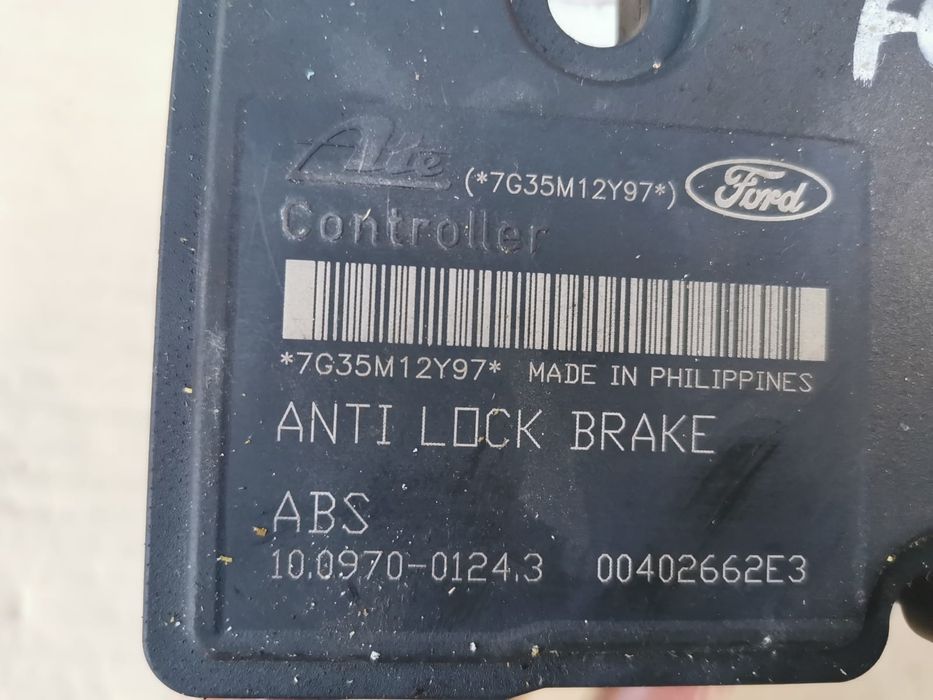 Ate (*7G35M12Y97*) Ford
Controller
*7G35M12Y97* MADE IN PHILIPPINES
ANTI LOCK BRAKE
ABS
10.0970-0124.3 00402662E3